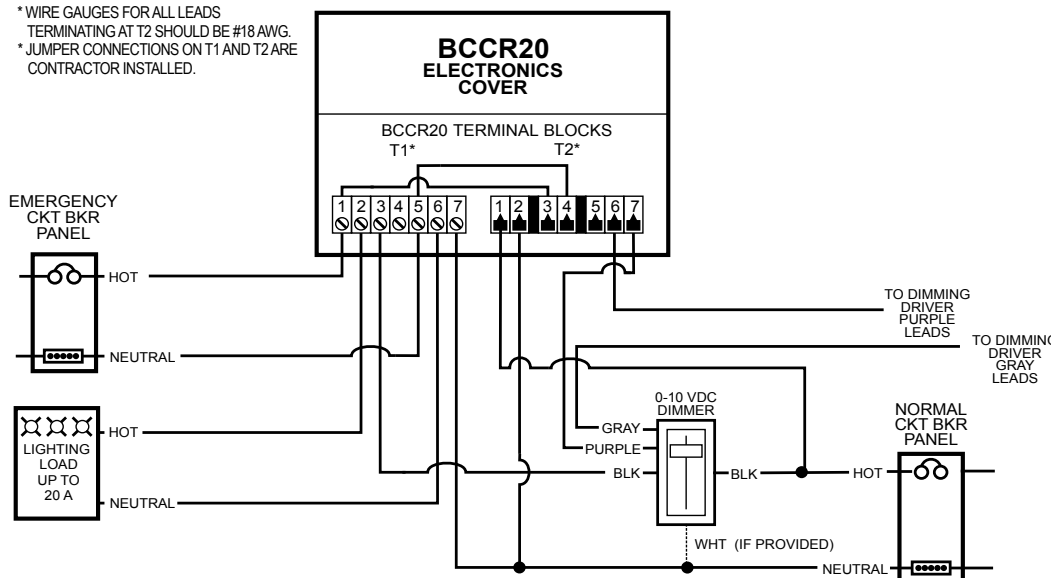 * WIRE GAUGES FOR ALL LEADS
TERMINATING AT T2 SHOULD BE #18 AWG.
* JUMPER CONNECTIONS ON T1 AND T2 ARE
CONTRACTOR INSTALLED.
BCCR20
ELECTRONICS
COVER
BCCR20 TERMINAL BLOCKS
T1* T2*
1 2 3 4 5 6 7 1 2 3 4 5 6 7
EMERGENCY
CKT BKR
PANEL
HOT
NEUTRAL
HOT
LIGHTING
LOAD
UP TO
20 A
NEUTRAL
TO DIMMING
DRIVER
PURPLE
LEADS
TO DIMMING
DRIVER
GRAY
LEADS
0-10 VDC
DIMMER
GRAY
PURPLE
BLK
BLK
WHT (IF PROVIDED)
NORMAL
CKT BKR
PANEL
HOT
NEUTRAL